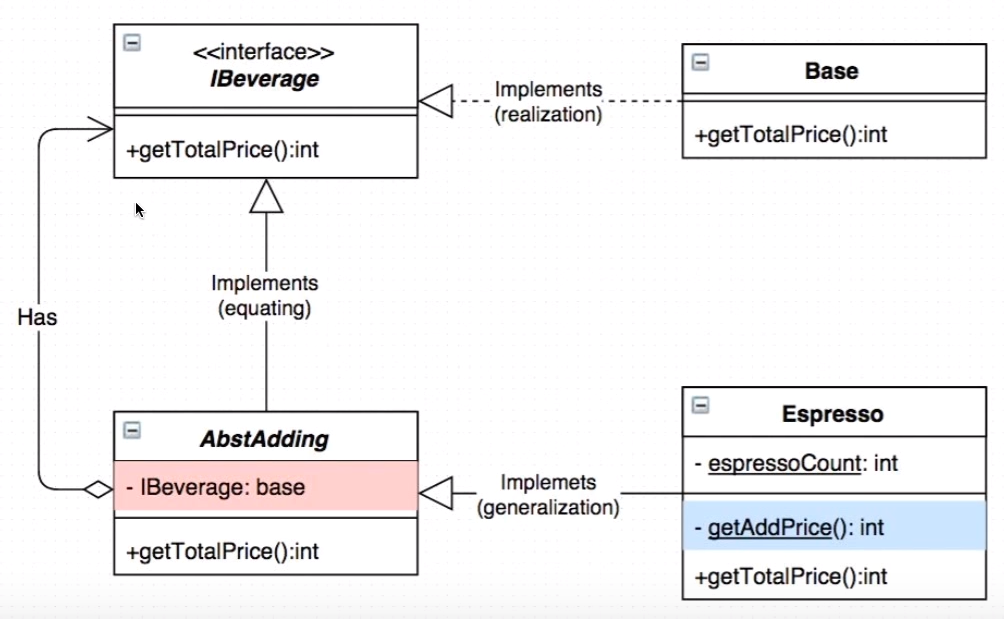 <<interface>>
IBeverage
+getTotalPrice():int
Implements
(realization)
Base
+getTotalPrice():int
Implements
(equating)
Has
AbstAdding
- IBeverage: base
+getTotalPrice():int
Implemets
(generalization)
Espresso
- espressoCount: int
- getAddPrice(): int
+getTotalPrice():int